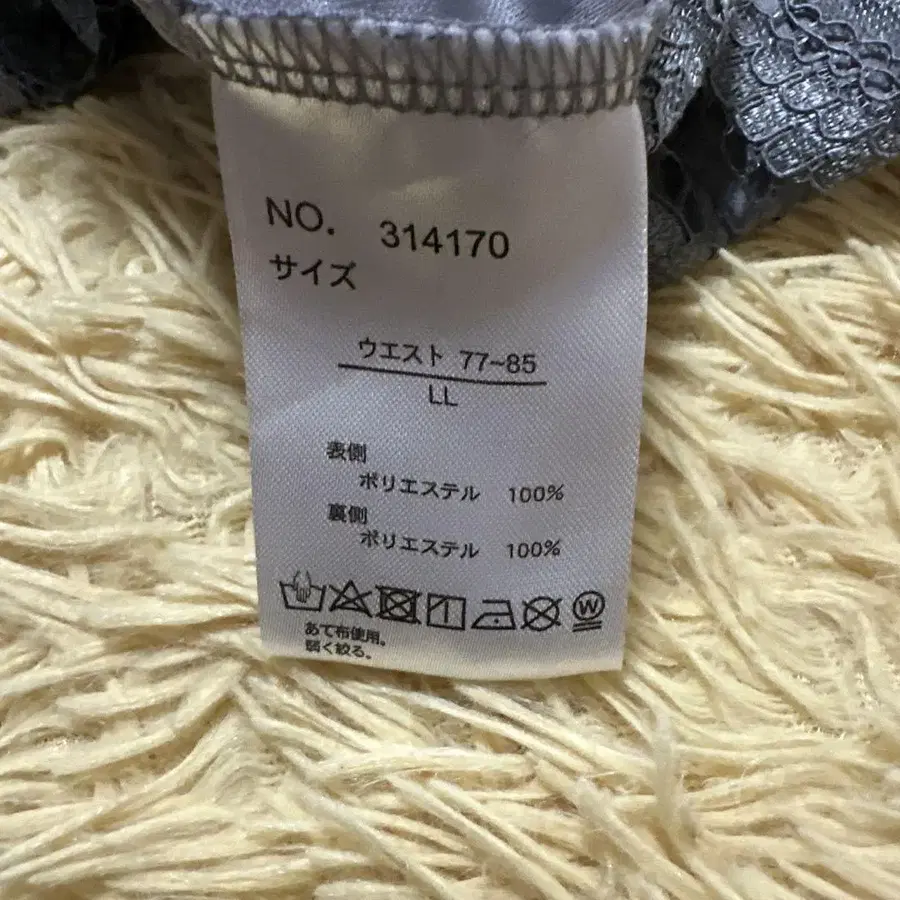 NO. 314170
サイズ
ウエスト 77~85
LL
表側
ポリエステル 100%
裏側
ポリエステル 100%
W
あて布使用。
弱く絞る。